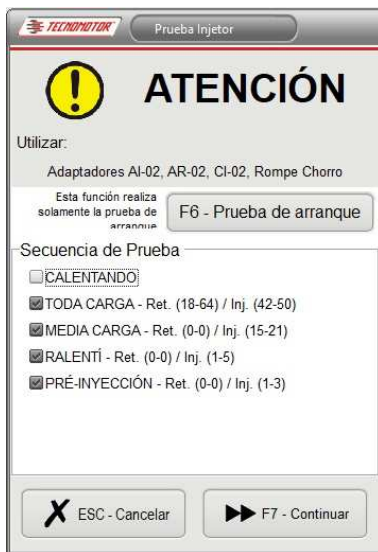 TECNOMOTOR
Prueba Injetor
ATENCIÓN
Utilizar:
Adaptadores AI-02, AR-02, CI-02, Rompe Chorro
Esta función realiza
solamente la prueba de
arranque
F6 - Prueba de arranque
Secuencia de Prueba
CALENTANDO
TODA CARGA - Ret. (18-64) / Inj. (42-50)
MEDIA CARGA - Ret. (0-0) / Inj. (15-21)
RALENTÍ - Ret. (0-0) / Inj. (1-5)
PRÉ-INYECCIÓN - Ret. (0-0) / Inj. (1-3)
ESC - Cancelar
F7 - Continuar